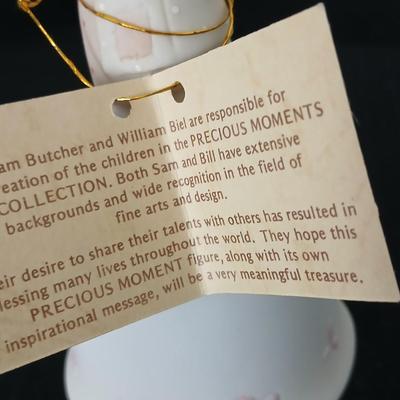 am Butcher and William Biel are responsible for
reation of the children in the PRECIOUS MOMENTS
COLLECTION. Both Sam and Bill have extensive
backgrounds and wide recognition in the field of
fine arts and design.
eir desire to share their talents with others has resulted in
lessing many lives throughout the world. They hope this
PRECIOUS MOMENT figure, along with its own
inspirational message, will be a very meaningful treasure.